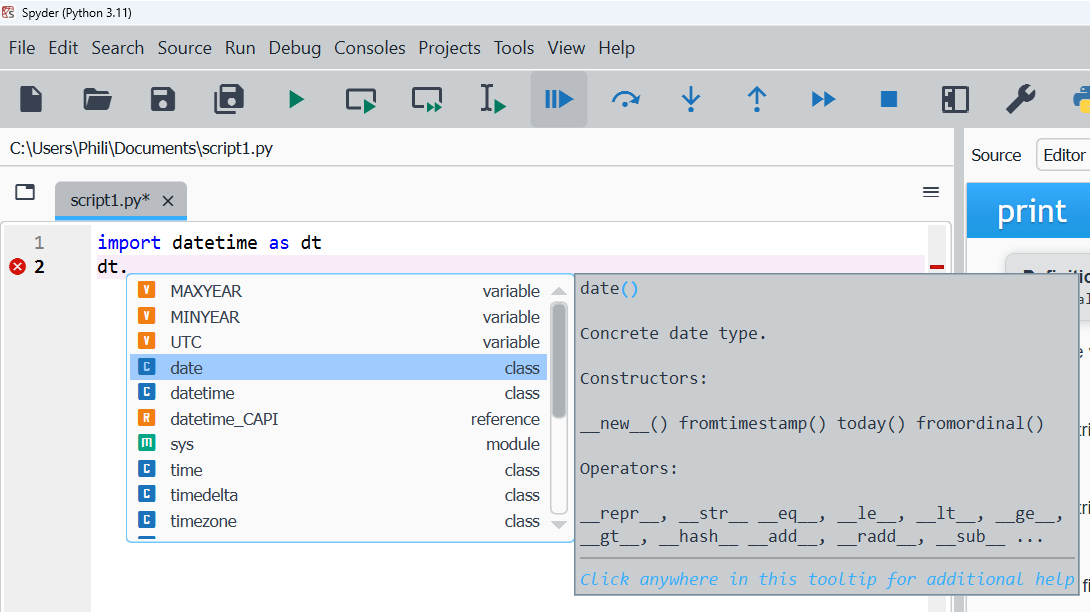 Spyder (Python 3.11)
File Edit Search Source Run Debug Consoles Projects Tools View Help
C:\Users\Phili\Documents\script1.py
Source Editor
script1.py*
print
1 import datetime as dt
2 dt.
V MAXYEAR variable
V MINYEAR variable
V UTC variable
C date class
C datetime class
R datetime_CAPI reference
m sys module
C time class
C timedelta class
C timezone class
date()
Concrete date type.
Constructors:
__new__() fromtimestamp() today() fromordinal()
Operators:
__repr__, __str__ __eq__, __le__, __lt__, __ge__,
__gt__, __hash__ __add__, __radd__, __sub__ ...
Click anywhere in this tooltip for additional help